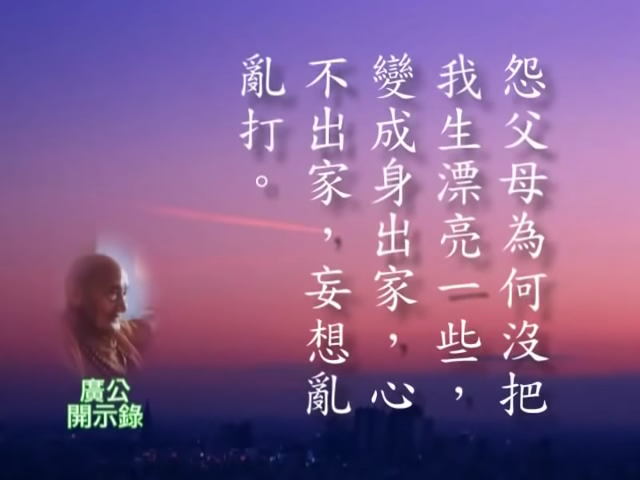 怨父母為何沒把
我生漂亮一些，
變成身出家，心
不出家，妄想亂
亂打。
廣公
開示錄